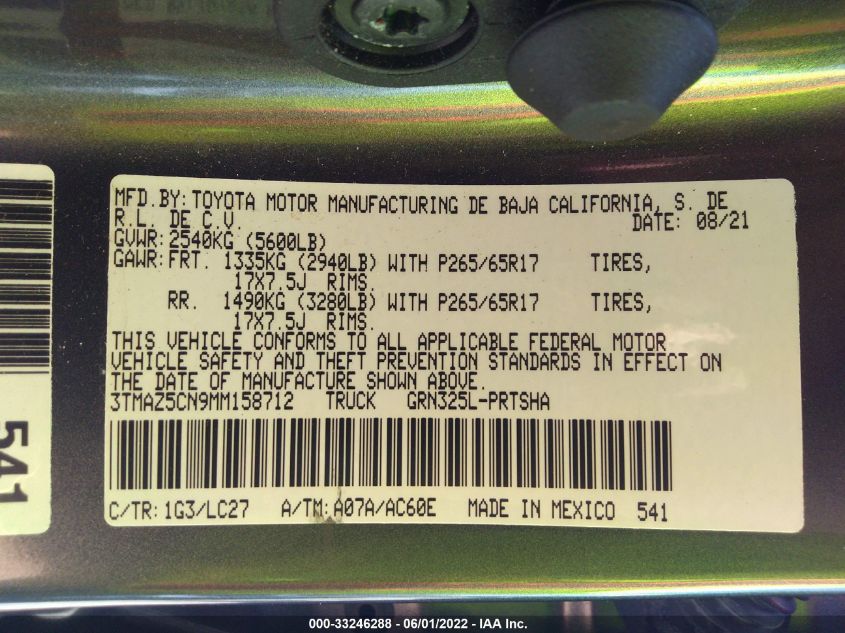 MFD.BY: TOYOTA MOTOR MANUFACTURING DE BAJA CALIFORNIA, S. DE
R.L. DE C.V. DATE: 08/21
GVWR: 2540KG (5600LB)
GAWR: FRT. 1335KG (2940LB) WITH P265/65R17 TIRES,
17X7.5J RIMS.
RR. 1490KG (3280LB) WITH P265/65R17 TIRES,
17X7.5J RIMS.
THIS VEHICLE CONFORMS TO ALL APPLICABLE FEDERAL MOTOR
VEHICLE SAFETY AND THEFT PREVENTION STANDARDS IN EFFECT ON
THE DATE OF MANUFACTURE SHOWN ABOVE.
3TMAZ5CN9MM158712 TRUCK GRN325L-PRTSHA
C/TR: 1G3/LC27 A/TM: A07A/AC60E MADE IN MEXICO 541
541
000-33246288 - 06/01/2022 - IAA Inc.